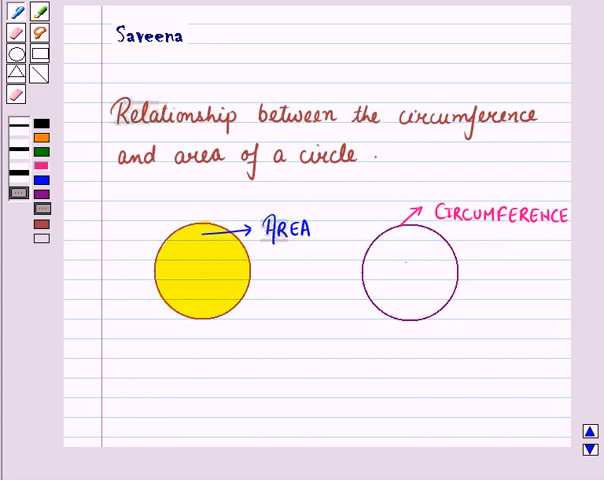 Saveena
Relationship between the circumference
and area of a circle.
AREA
CIRCUMFERENCE